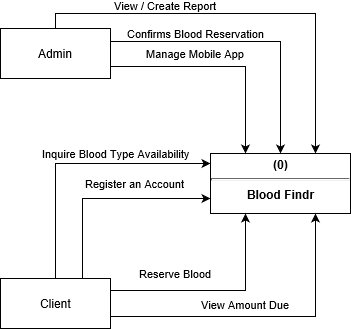 View / Create Report
Confirms Blood Reservation
Admin
Manage Mobile App
Inquire Blood Type Availability
(0)
Register an Account
Blood Findr
Reserve Blood
Client
View Amount Due